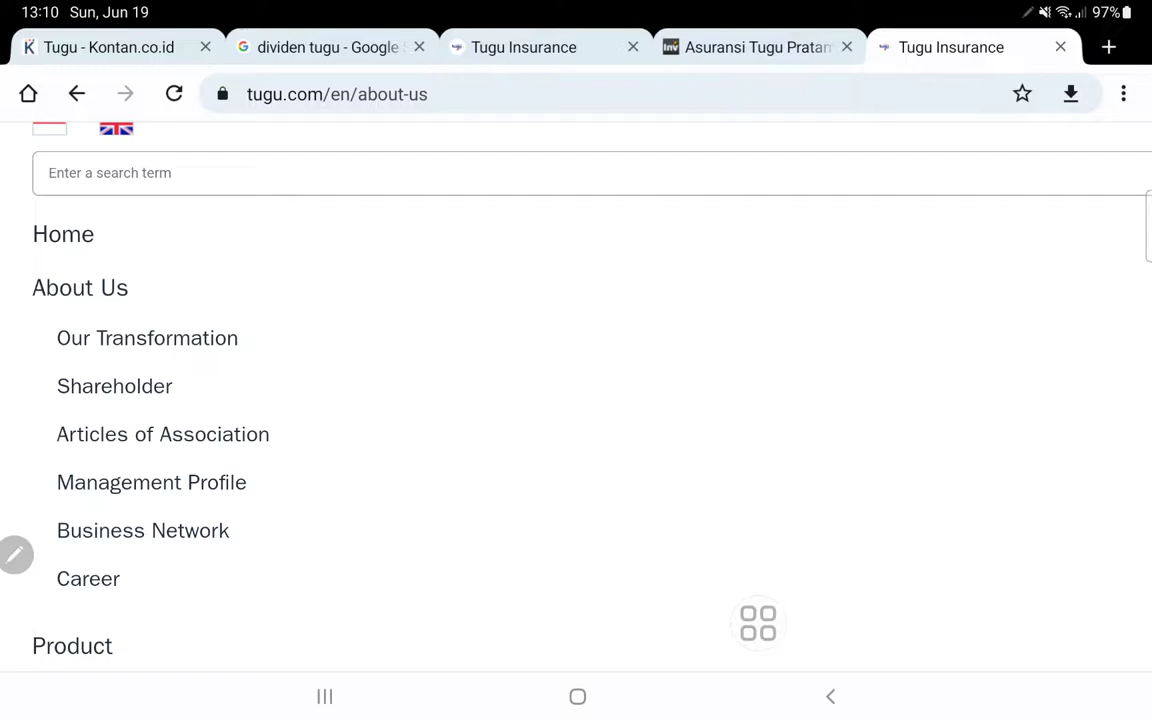 13:10 Sun, Jun 19 97%
Tugu - Kontan.co.id dividen tugu - Google Tugu Insurance Asuransi Tugu Pratam Tugu Insurance
tugu.com/en/about-us
Enter a search term
Home
About Us
Our Transformation
Shareholder
Articles of Association
Management Profile
Business Network
Career
Product